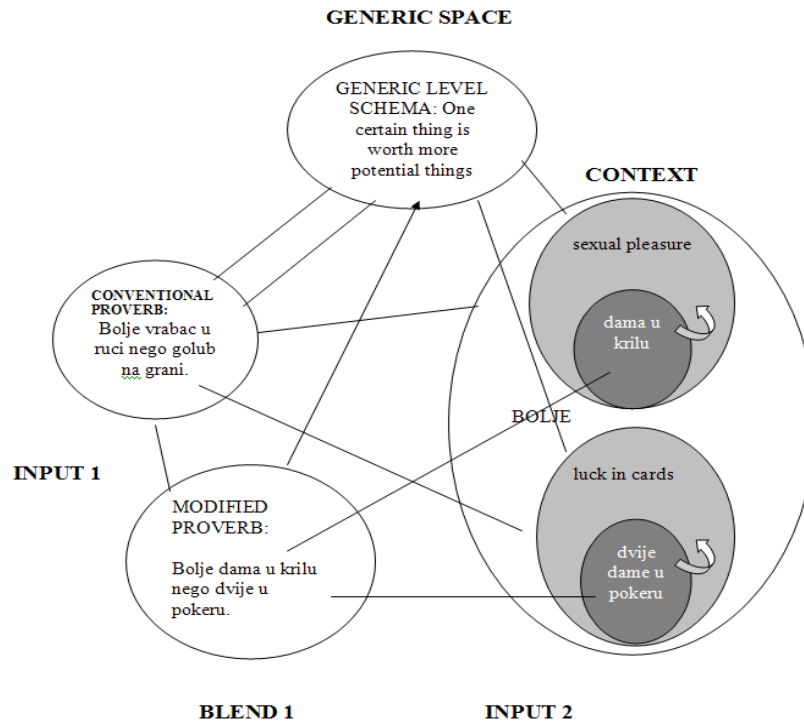 GENERIC SPACE
GENERIC LEVEL
SCHEMA: One
certain thing is
worth more
potential things
CONTEXT
sexual pleasure
dama u
krilu
CONVENTIONAL
PROVERB:
Bolje vrabac u
ruci nego golub
na grani.
BOLJE
INPUT 1
luck in cards
MODIFIED
PROVERB:
Bolje dama u krilu
nego dvije u
pokeru.
dvije
dame u
pokeru
BLEND 1
INPUT 2